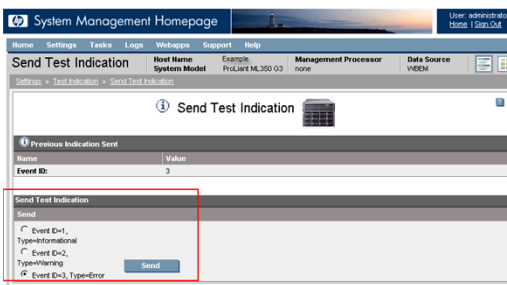 System Management Homepage
User: administrato
Home | Sign Out
Home Settings Tasks Logs Webapps Support Help
Send Test Indication
Host Name Example
System Model ProLiant ML350 G3
Management Processor
none
Data Source
WBEM
Settings » Test Indication » Send Test Indication
Send Test Indication
Previous Indication Sent
Name Value
Event ID: 3
Send Test Indication
Send
Event ID=1,
Type=Informational
Event ID=2,
Type=Warning
Event ID=3, Type=Error
Send